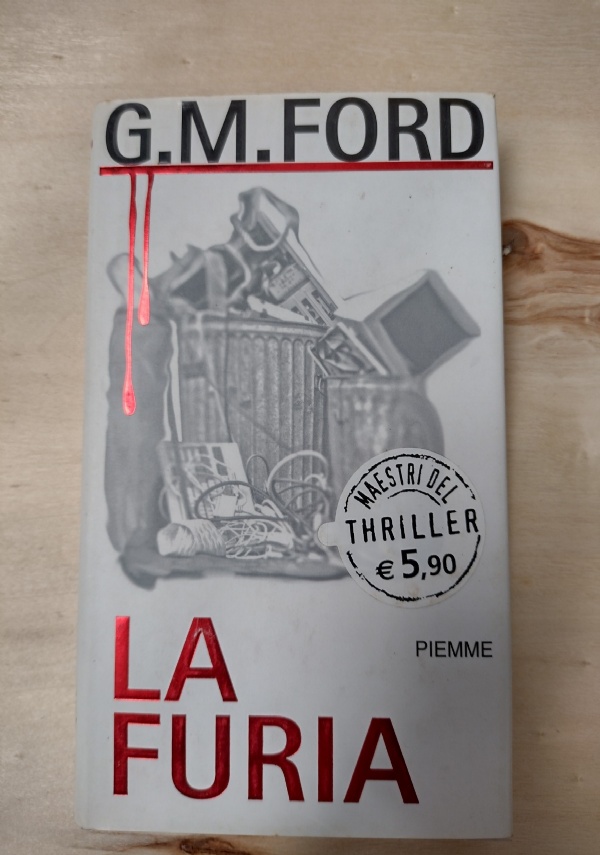 G.M.FORD
MAESTRI DEL
THRILLER
€ 5,90
PIEMME
LA
FURIA